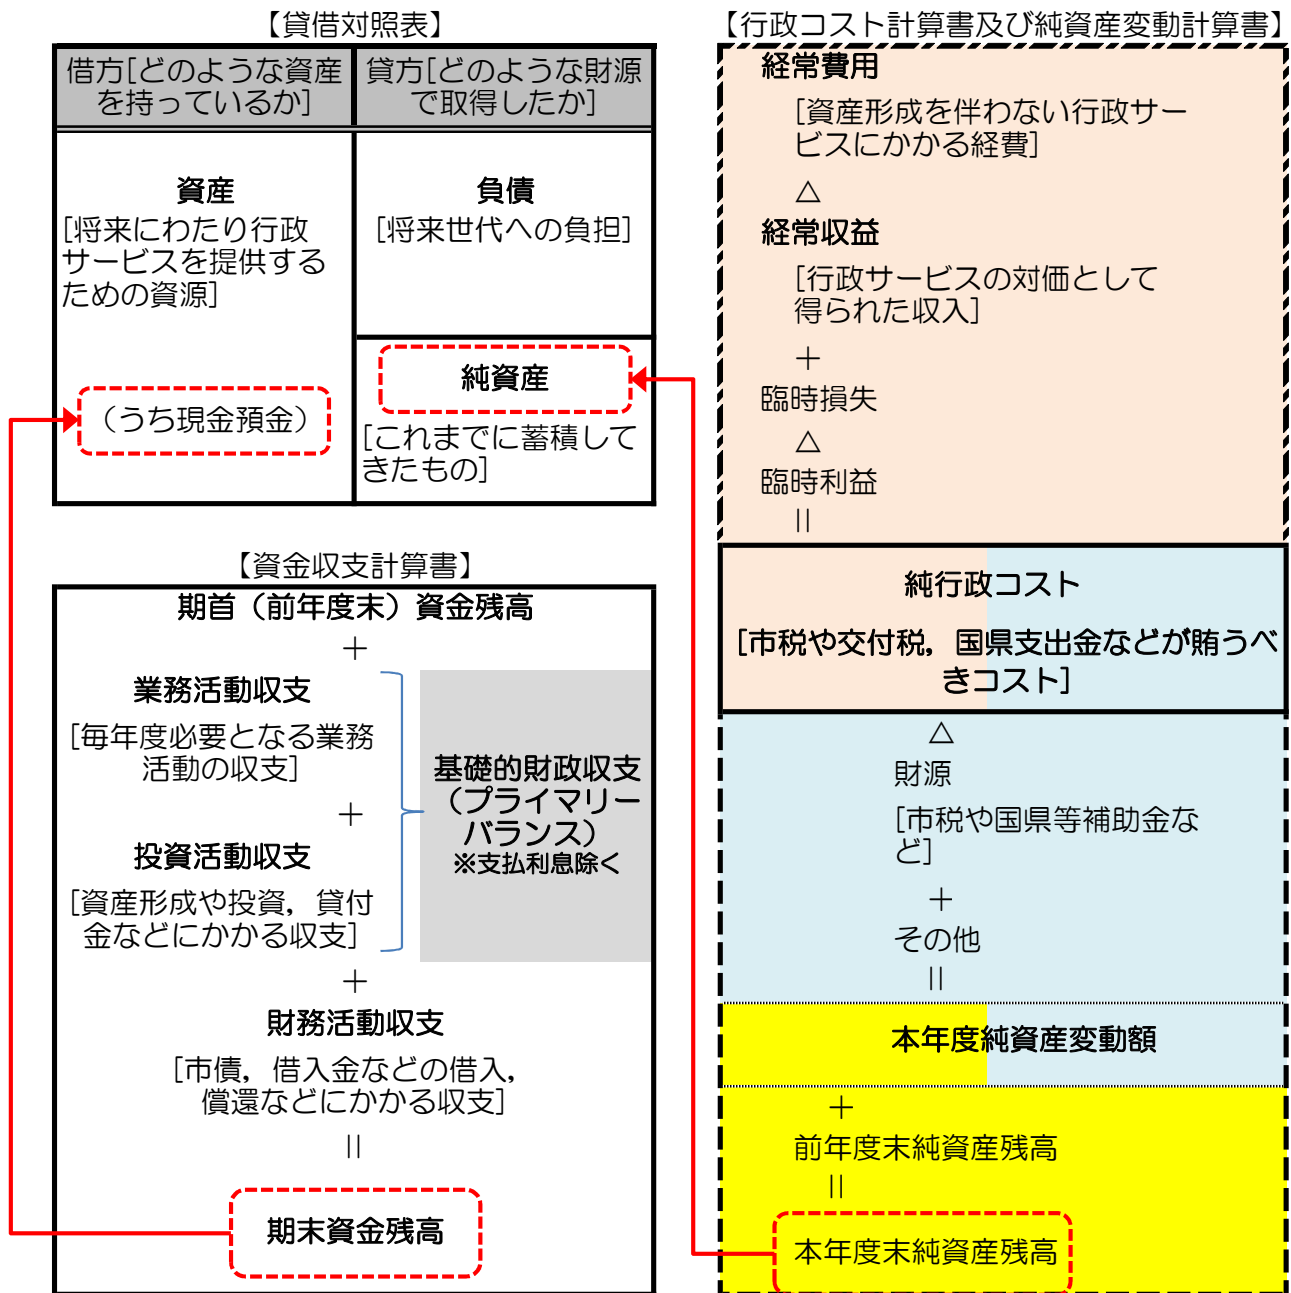 【貸借対照表】
借方[どのような資産
を持っているか]
貸方[どのような財源
で取得したか]
資産
[将来にわたり行政
サービスを提供する
ための資源]
（うち現金預金）
負債
[将来世代への負担]
純資産
[これまでに蓄積して
きたもの]
【資金収支計算書】
期首（前年度末）資金残高
＋
業務活動収支
[毎年度必要となる業務
活動の収支]
＋
投資活動収支
[資産形成や投資，貸付
金などにかかる収支]
基礎的財政収支
（プライマリー
バランス）
※支払利息除く
＋
財務活動収支
[市債，借入金などの借入，
償還などにかかる収支]
＝
期末資金残高
【行政コスト計算書及び純資産変動計算書】
経常費用
[資産形成を伴わない行政サー
ビスにかかる経費]
△
経常収益
[行政サービスの対価として
得られた収入]
＋
臨時損失
△
臨時利益
＝
純行政コスト
[市税や交付税，国県支出金などが賄うべ
きコスト]
△
財源
[市税や国県等補助金な
ど]
＋
その他
＝
本年度純資産変動額
＋
前年度末純資産残高
＝
本年度末純資産残高